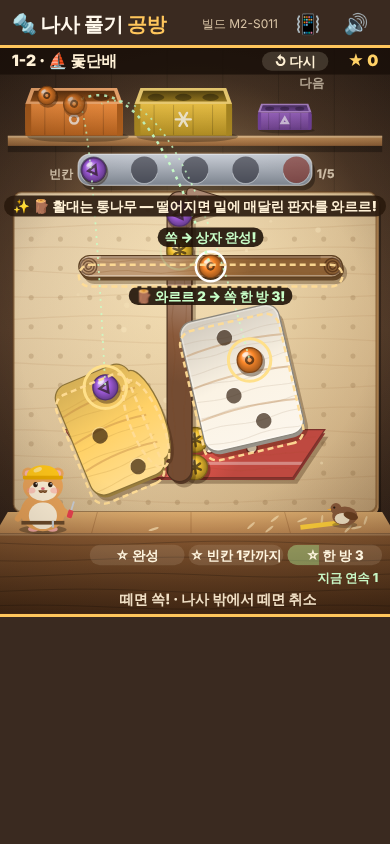 나사 풀기 공방
빌드 M2-S011
1-2 · 돛단배
다시
★ 0
다음
빈칸
1/5
활대는 통나무 — 떨어지면 밑에 매달린 판자를 와르르!
쏙 → 상자 완성!
와르르 2 → 쏙 한 방 3!
☆ 완성
☆ 빈칸 1칸까지
☆ 한 방 3
지금 연속 1
떼면 쏙! · 나사 밖에서 떼면 취소